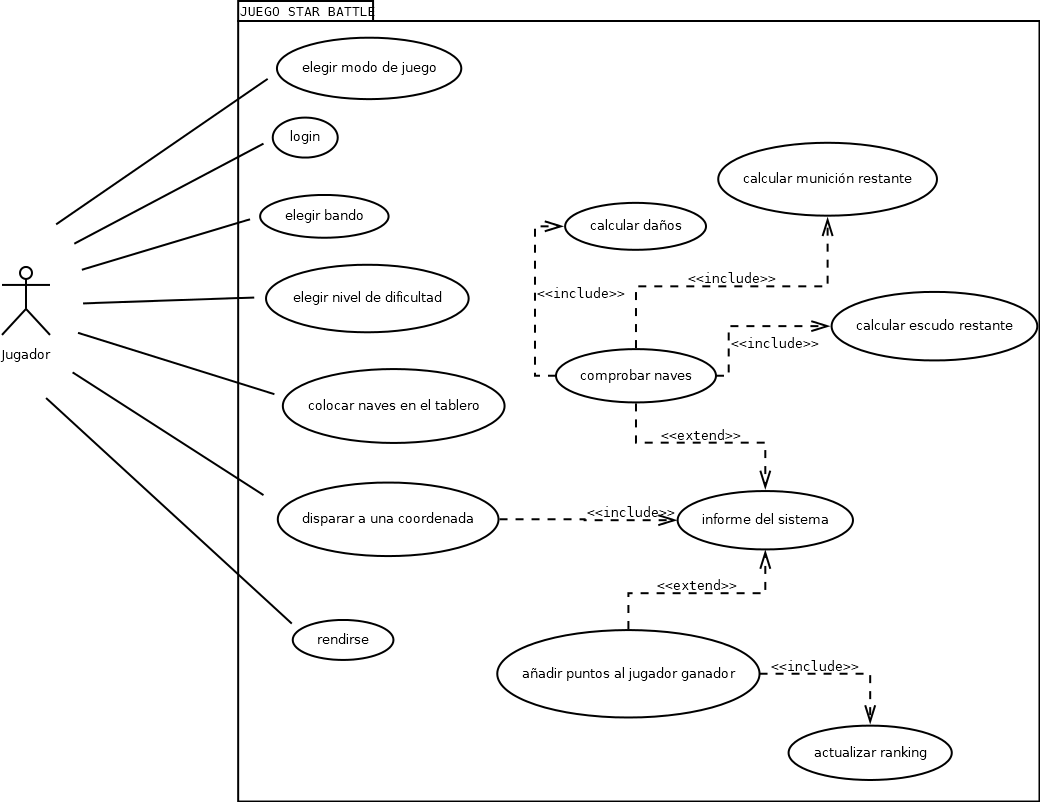 JUEGO STAR BATTLE
elegir modo de juego
login
calcular munición restante
elegir bando
calcular daños
<<include>>
<<include>>
elegir nivel de dificultad
calcular escudo restante
<<include>>
Jugador
comprobar naves
colocar naves en el tablero
<<extend>>
<<include>>
disparar a una coordenada
informe del sistema
<<extend>>
rendirse
<<include>>
añadir puntos al jugador ganador
actualizar ranking